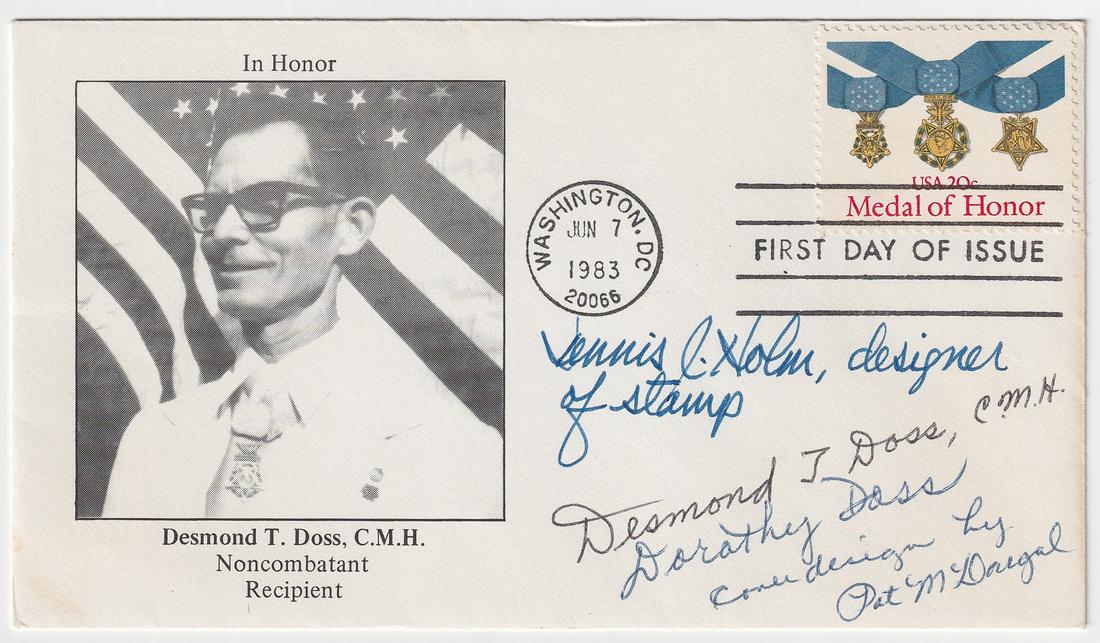 In Honor
Desmond T. Doss, C.M.H.
Noncombatant
Recipient
USA 20c
Medal of Honor
WASHINGTON, DC
JUN 7
1983
20066
FIRST DAY OF ISSUE
Dennis C. Holm, designer
of stamp
Desmond T Doss, C.M.H.
Dorothy Doss
cover design by
Pat McDougal